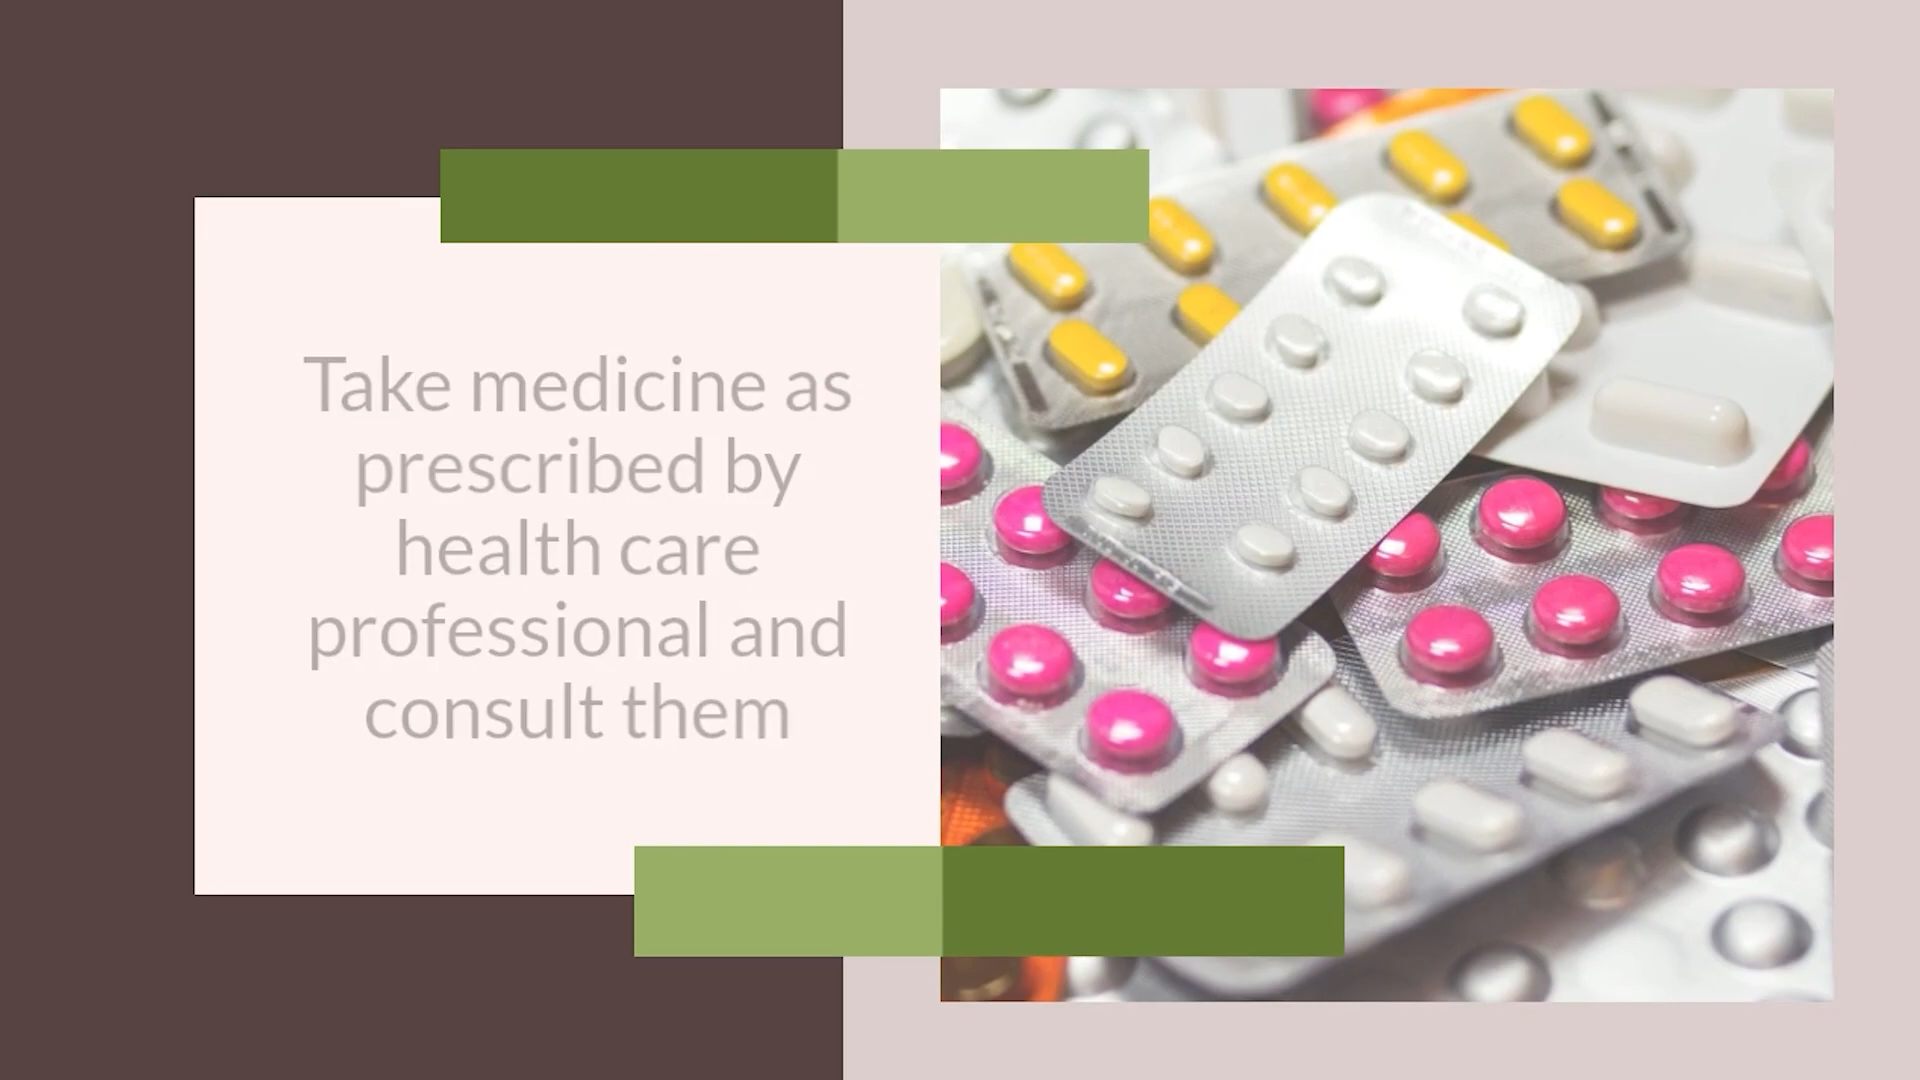 Take medicine as
prescribed by
health care
professional and
consult them